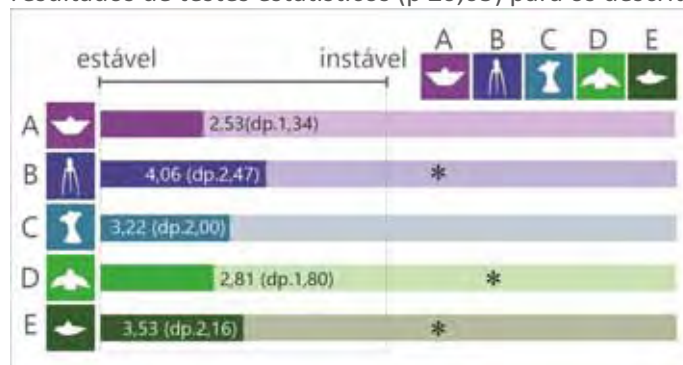 A B C D E
estável instável
A 2,53(dp.1,34)
B 4,06 (dp.2,47) *
C 3,22 (dp.2,00)
D 2,81 (dp.1,80) *
E 3,53 (dp.2,16) *